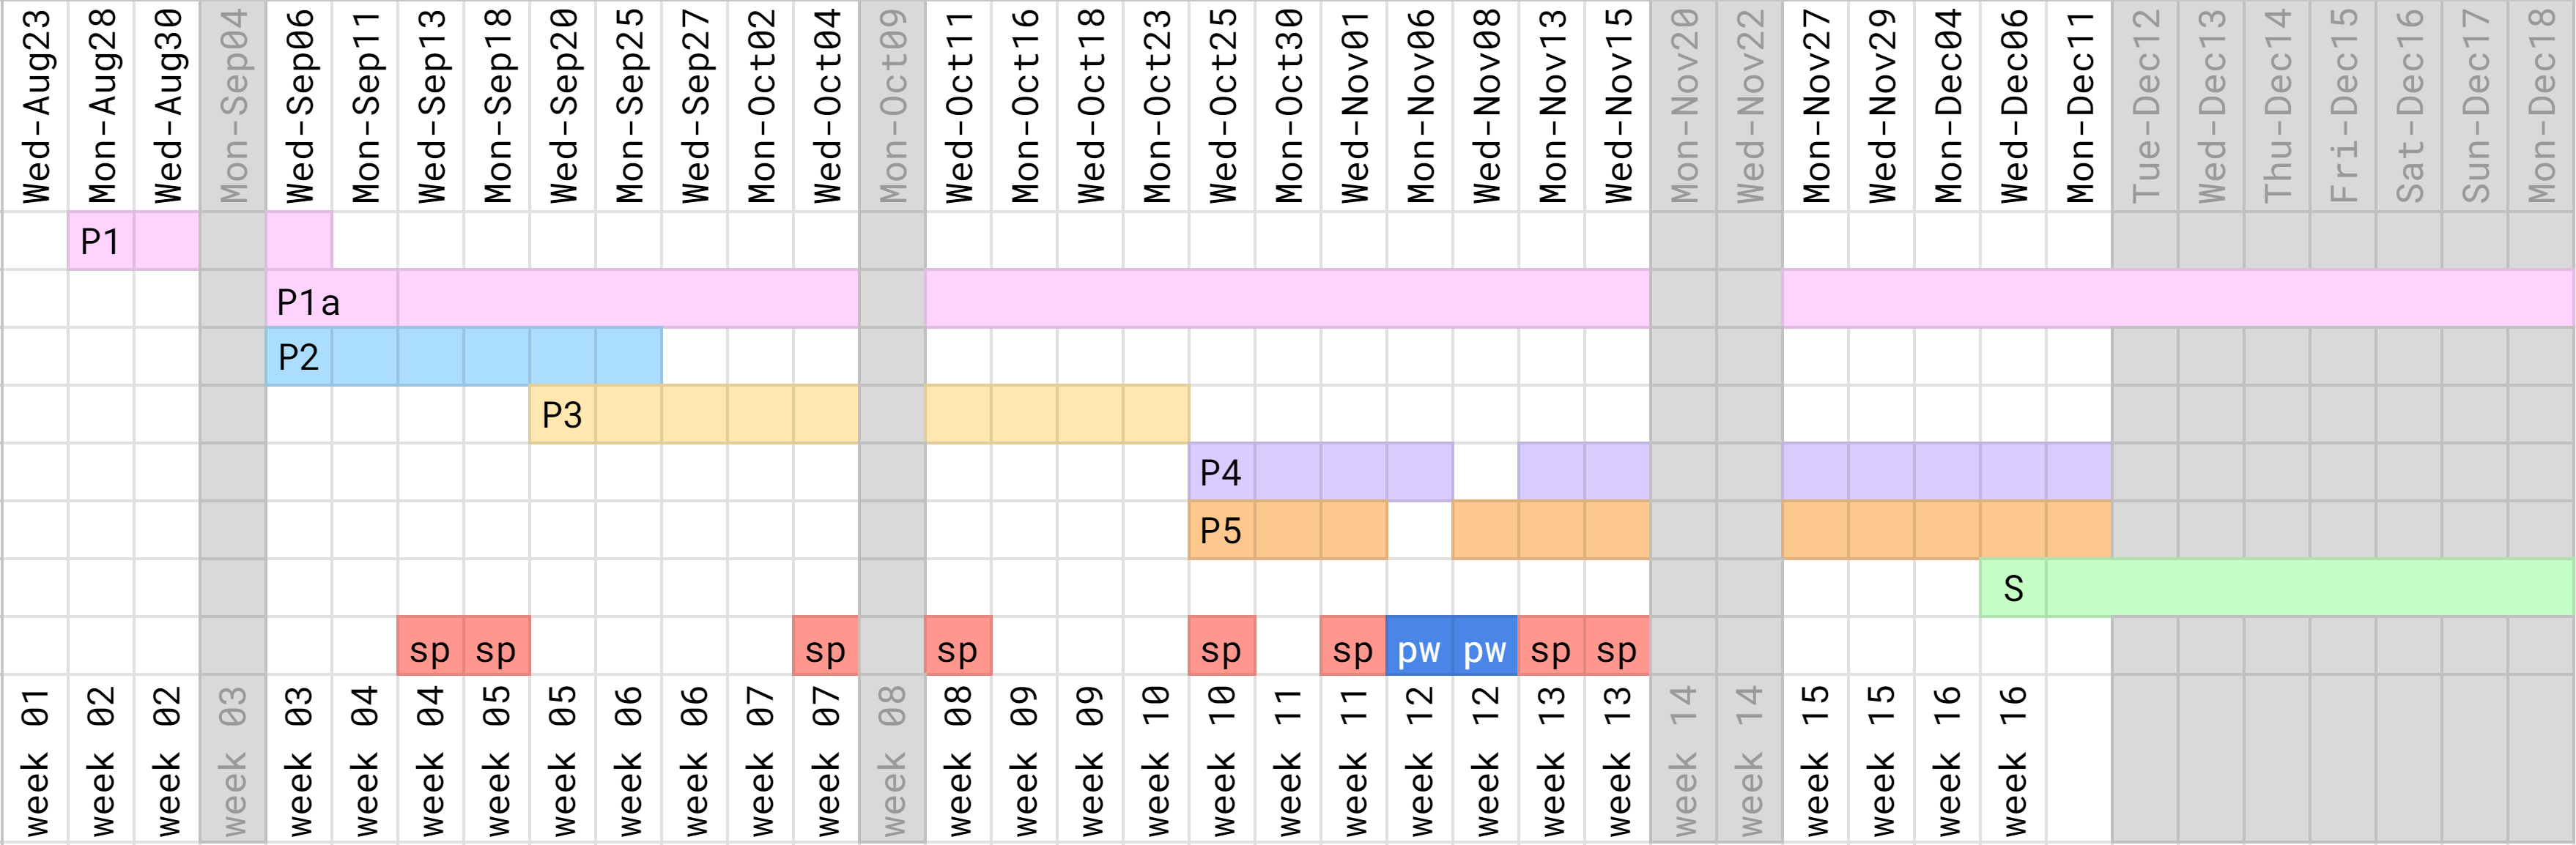 Wed-Aug23 Mon-Aug28 Wed-Aug30 Mon-Sep04 Wed-Sep06 Mon-Sep11 Wed-Sep13 Mon-Sep18 Wed-Sep20 Mon-Sep25 Wed-Sep27 Mon-Oct02 Wed-Oct04 Mon-Oct09 Wed-Oct11 Mon-Oct16 Wed-Oct18 Mon-Oct23 Wed-Oct25 Mon-Oct30 Wed-Nov01 Mon-Nov06 Wed-Nov08 Mon-Nov13 Wed-Nov15 Mon-Nov20 Wed-Nov22 Mon-Nov27 Wed-Nov29 Mon-Dec04 Wed-Dec06 Mon-Dec11 Tue-Dec12 Wed-Dec13 Thu-Dec14 Fri-Dec15 Sat-Dec16 Sun-Dec17 Mon-Dec18
P1
P1a
P2
P3
P4
P5
S
sp sp sp sp sp sp pw pw sp sp
week 01 week 02 week 02 week 03 week 03 week 04 week 04 week 05 week 05 week 06 week 06 week 07 week 07 week 08 week 08 week 09 week 09 week 10 week 10 week 11 week 11 week 12 week 12 week 13 week 13 week 14 week 14 week 15 week 15 week 16 week 16